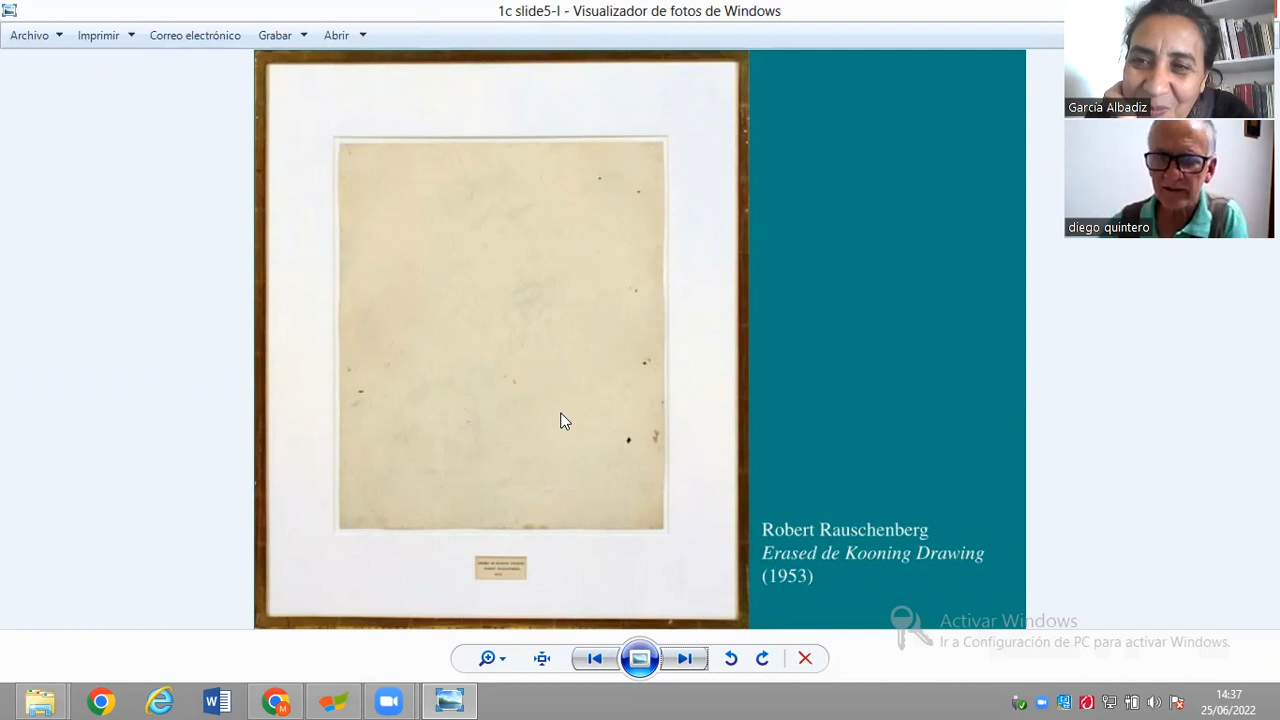 1c slide5-l - Visualizador de fotos de Windows
Archivo Imprimir Correo electrónico Grabar Abrir
García Albadiz
diego quintero
Robert Rauschenberg
Erased de Kooning Drawing
(1953)
Activar Windows
Ir a Configuración de PC para activar Windows.
14:37
25/06/2022